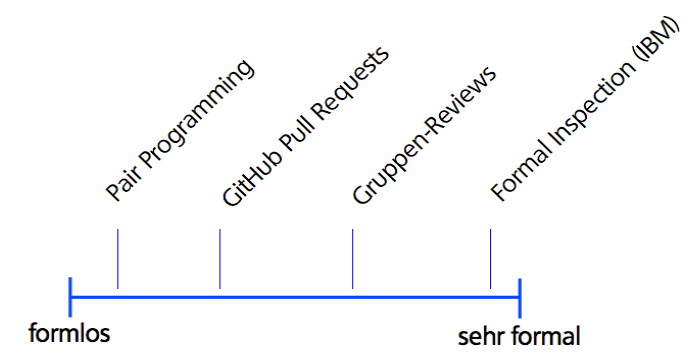 Pair Programming
GitHub Pull Requests
Gruppen-Reviews
Formal Inspection (IBM)
formlos
sehr formal